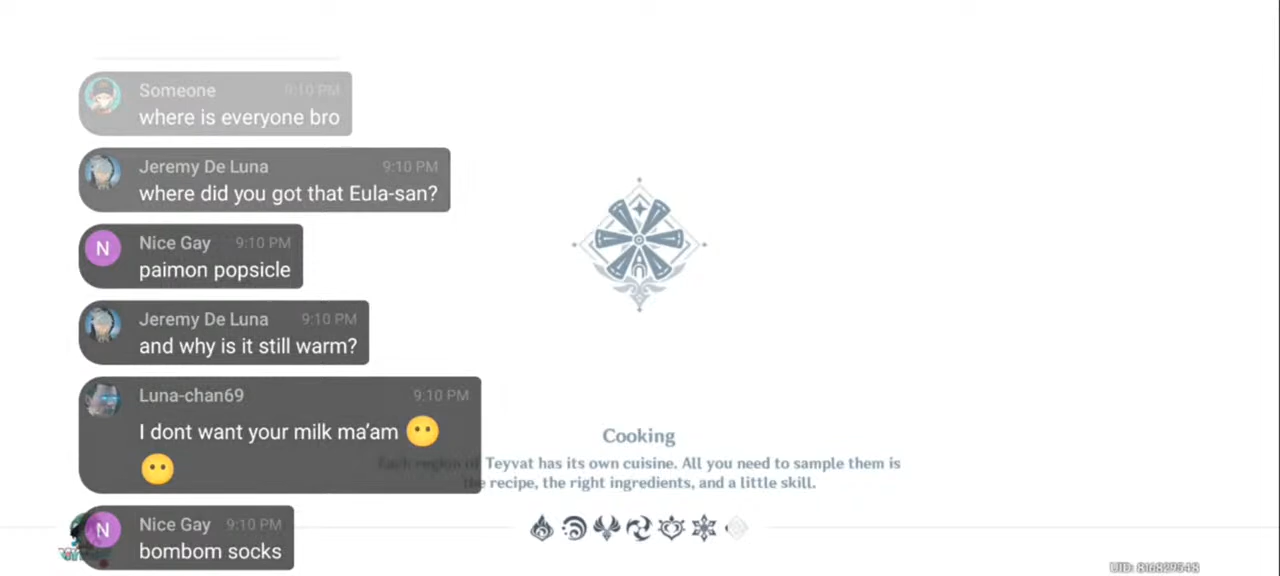 Someone 9:10 PM
where is everyone bro
Jeremy De Luna 9:10 PM
where did you got that Eula-san?
N
Nice Gay 9:10 PM
paimon popsicle
Jeremy De Luna 9:10 PM
and why is it still warm?
Luna-chan69 9:10 PM
I dont want your milk ma'am 😶
😶
N
Nice Gay 9:10 PM
bombom socks
Cooking
Each region of Teyvat has its own cuisine. All you need to sample them is
the recipe, the right ingredients, and a little skill.
UID: 816829548